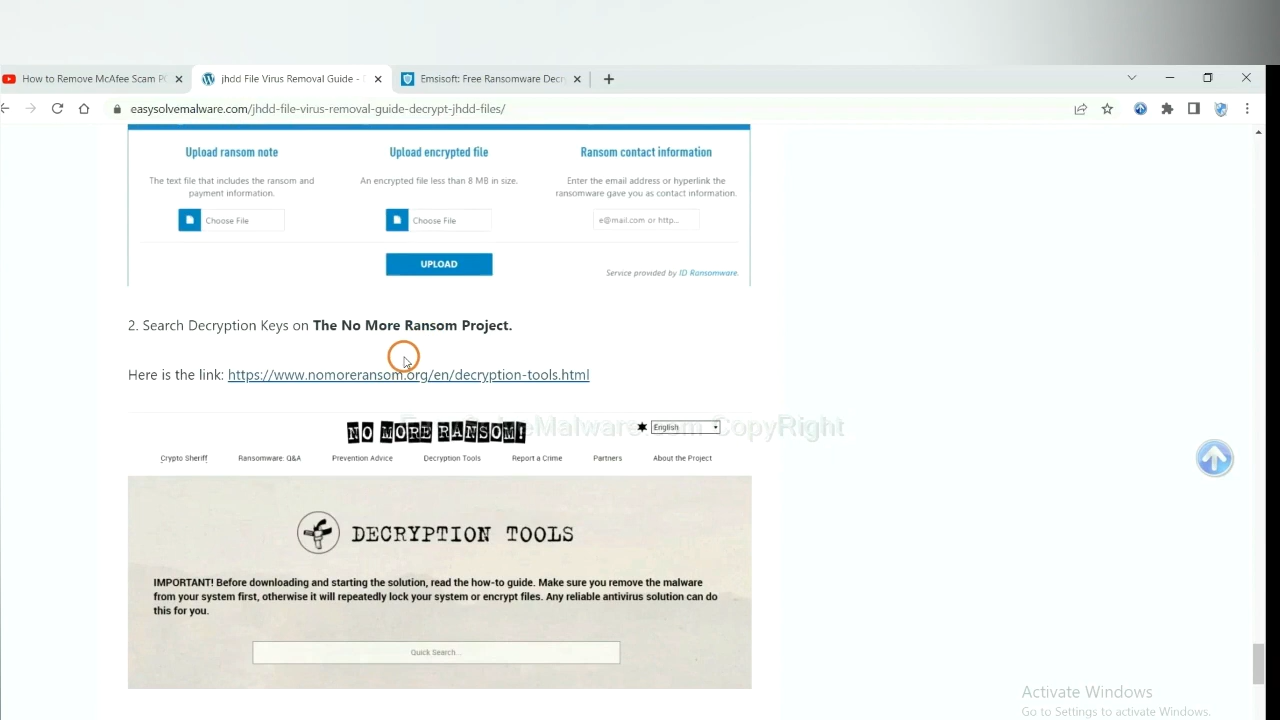 How to Remove McAfee Scam P
jhdd File Virus Removal Guide -
Emsisoft: Free Ransomware Decr
easysolvemalware.com/jhdd-file-virus-removal-guide-decrypt-jhdd-files/
Upload ransom note
Upload encrypted file
Ransom contact information
The text file that includes the ransom and
payment information.
An encrypted file less than 8 MB in size.
Enter the email address or hyperlink the
ransomware gave you as contact information.
Choose File
Choose File
e@mail.com or http...
UPLOAD
Service provided by ID Ransomware.
2. Search Decryption Keys on The No More Ransom Project.
Here is the link: https://www.nomoreransom.org/en/decryption-tools.html
NO MORE RANSOM!
Malware.com CopyRight
English
Crypto Sheriff
Ransomware: Q&A
Prevention Advice
Decryption Tools
Report a Crime
Partners
About the Project
DECRYPTION TOOLS
IMPORTANT! Before downloading and starting the solution, read the how-to guide. Make sure you remove the malware
from your system first, otherwise it will repeatedly lock your system or encrypt files. Any reliable antivirus solution can do
this for you.
Quick Search...
Activate Windows
Go to Settings to activate Windows.